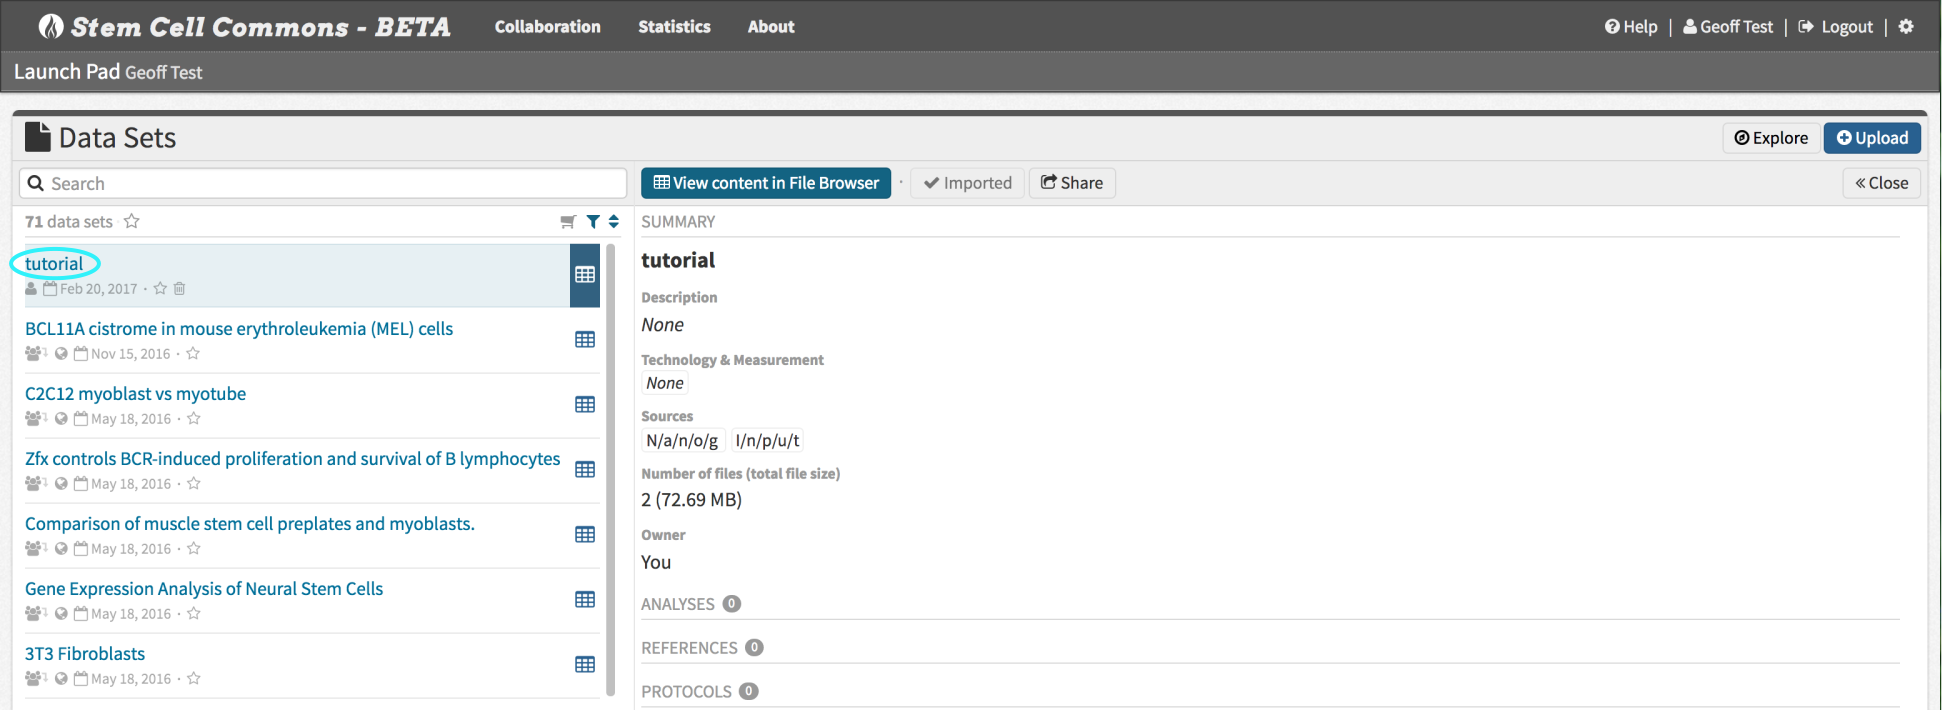 Stem Cell Commons - BETA Collaboration Statistics About Help | Geoff Test | Logout |
Launch Pad Geoff Test
Data Sets Explore Upload
Search View content in File Browser · Imported Share « Close
71 data sets
tutorial
Feb 20, 2017 ·
BCL11A cistrome in mouse erythroleukemia (MEL) cells
Nov 15, 2016 ·
C2C12 myoblast vs myotube
May 18, 2016 ·
Zfx controls BCR-induced proliferation and survival of B lymphocytes
May 18, 2016 ·
Comparison of muscle stem cell preplates and myoblasts.
May 18, 2016 ·
Gene Expression Analysis of Neural Stem Cells
May 18, 2016 ·
3T3 Fibroblasts
May 18, 2016 ·
SUMMARY
tutorial
Description
None
Technology & Measurement
None
Sources
N/a/n/o/g I/n/p/u/t
Number of files (total file size)
2 (72.69 MB)
Owner
You
ANALYSES 0
REFERENCES 0
PROTOCOLS 0